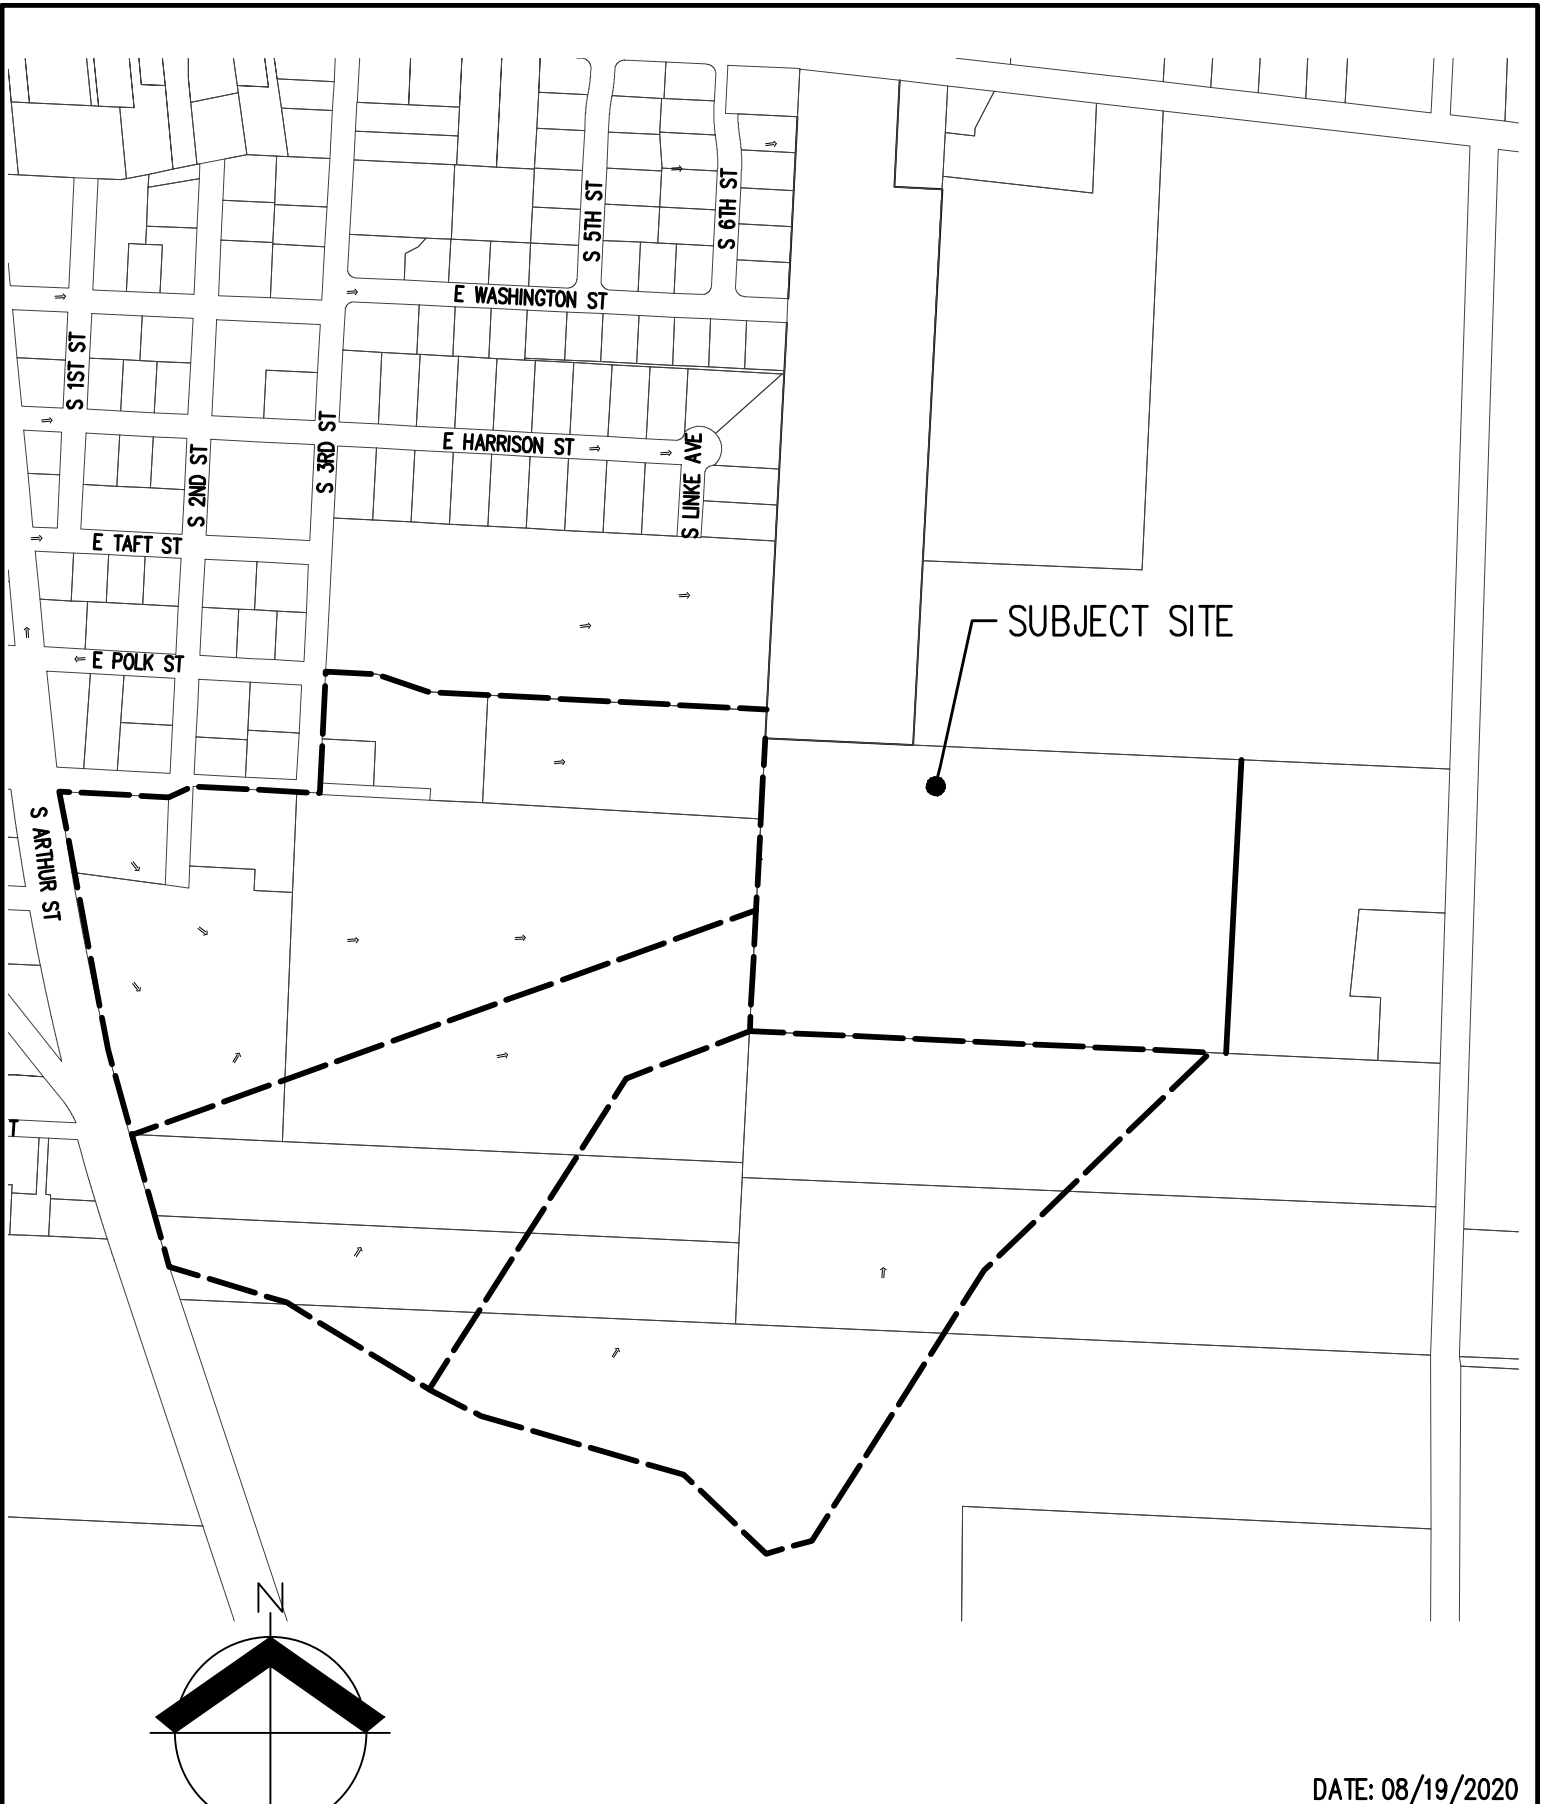 S 5TH ST
S 6TH ST
E WASHINGTON ST
S 1ST ST
S 2ND ST
S 3RD ST
E HARRISON ST
S LINKE AVE
E TAFT ST
E POLK ST
SUBJECT SITE
S ARTHUR ST
T
N
DATE: 08/19/2020